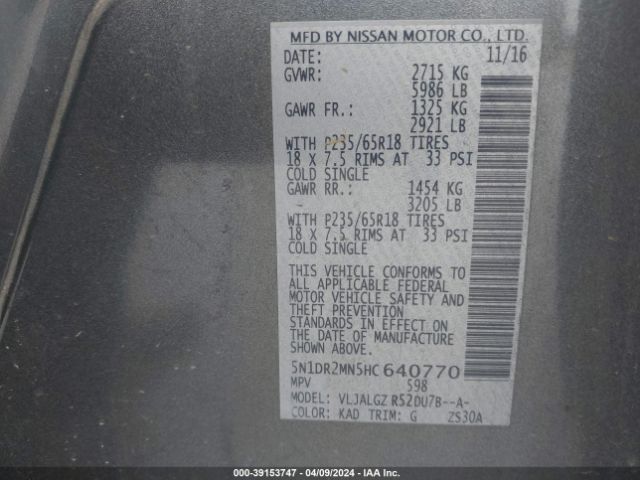 MFD BY NISSAN MOTOR CO., LTD.
DATE: 11/16
GVWR: 2715 KG
5986 LB
GAWR FR.: 1325 KG
2921 LB
WITH P235/65R18 TIRES
18 X 7.5 RIMS AT 33 PSI
COLD SINGLE
GAWR RR.: 1454 KG
3205 LB
WITH P235/65R18 TIRES
18 X 7.5 RIMS AT 33 PSI
COLD SINGLE
THIS VEHICLE CONFORMS TO
ALL APPLICABLE FEDERAL
MOTOR VEHICLE SAFETY AND
THEFT PREVENTION
STANDARDS IN EFFECT ON
THE DATE OF MANUFACTURE
SHOWN ABOVE.
5N1DR2MN5HC640770
MPV 598
MODEL: VLJALGZ R52DU7B--A-
COLOR: KAD TRIM: G ZS30A
000-39153747 - 04/09/2024 - IAA Inc.